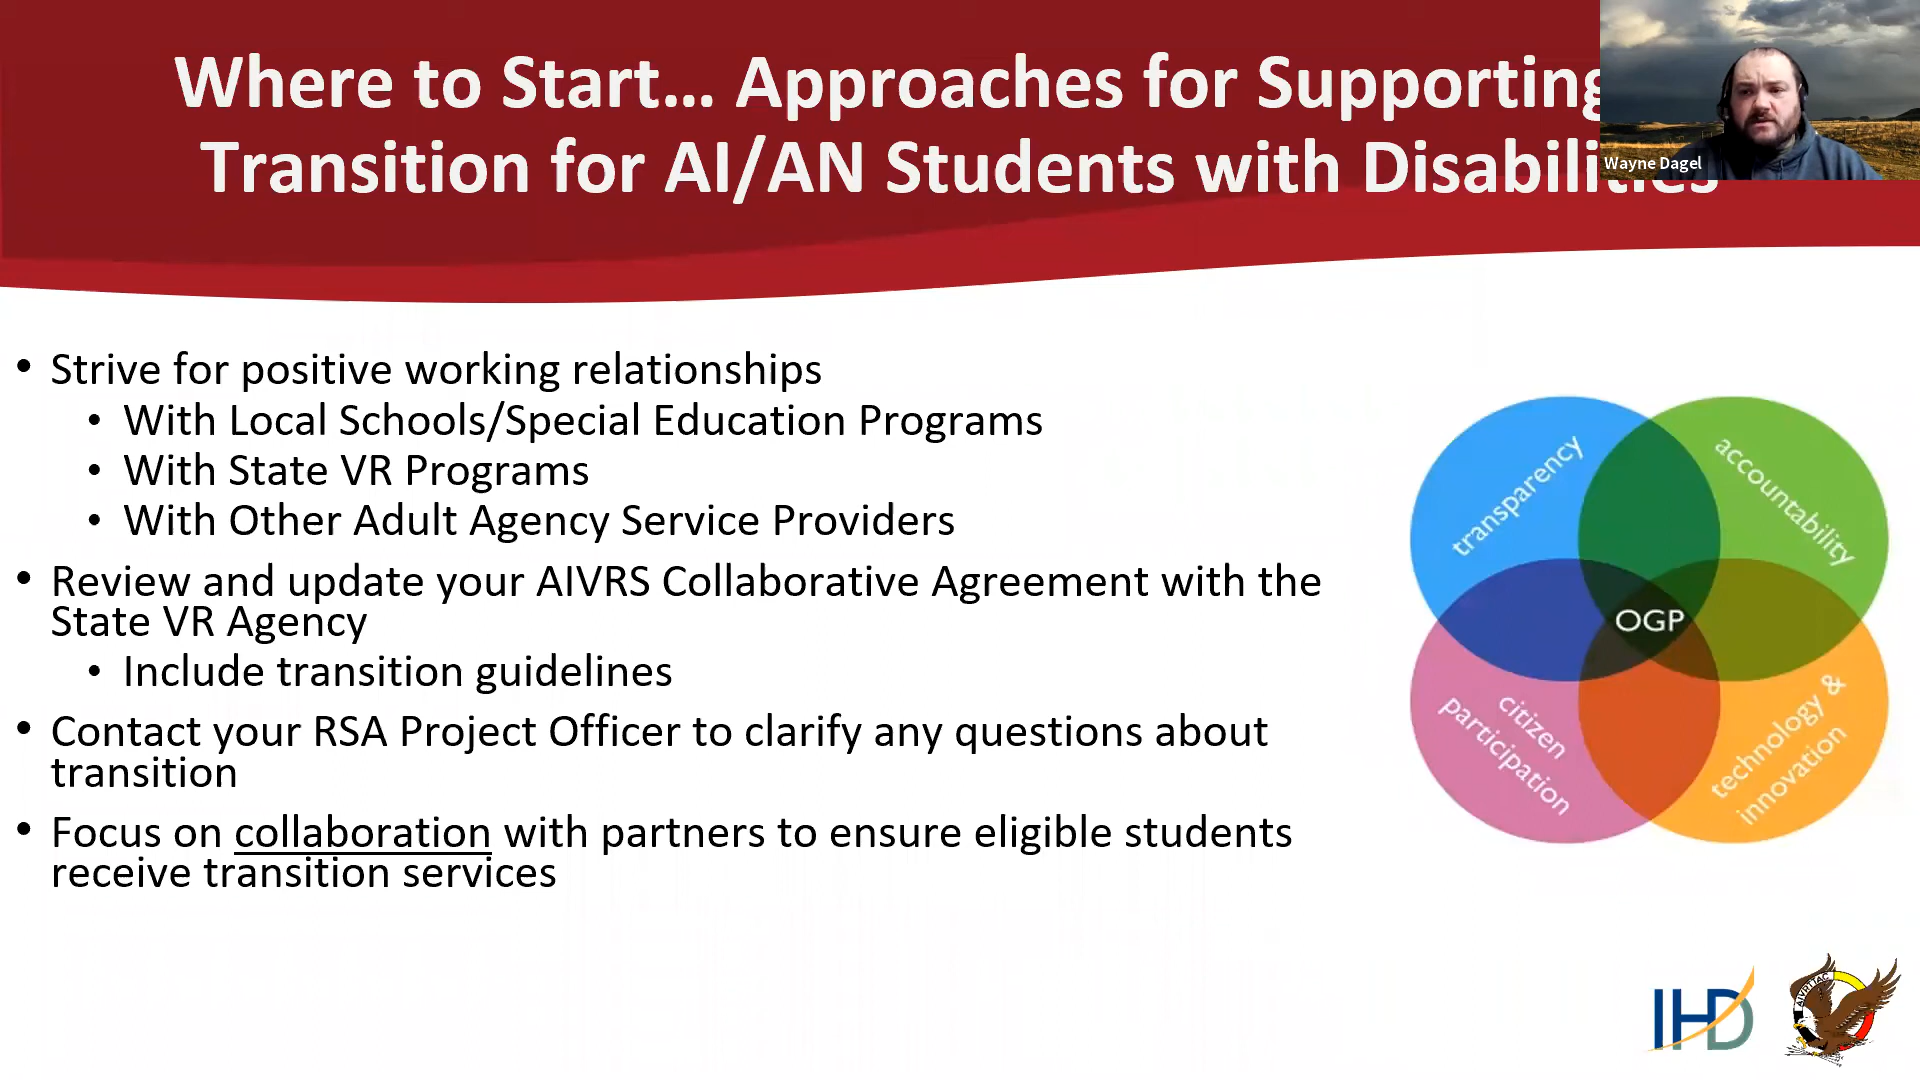 Where to Start... Approaches for Supporting
Transition for AI/AN Students with Disabilities
Wayne Dagel
• Strive for positive working relationships
• With Local Schools/Special Education Programs
• With State VR Programs
• With Other Adult Agency Service Providers
• Review and update your AIVRS Collaborative Agreement with the
State VR Agency
• Include transition guidelines
• Contact your RSA Project Officer to clarify any questions about
transition
• Focus on collaboration with partners to ensure eligible students
receive transition services
transparency
accountability
OGP
citizen
participation
technology &
innovation
IHD
AIVRTTAC